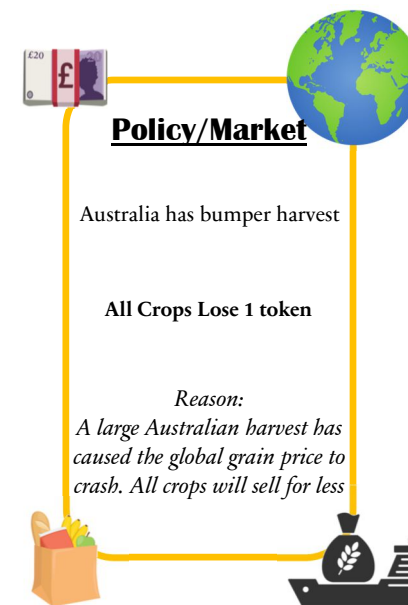 £20
£
Policy/Market
Australia has bumper harvest
All Crops Lose 1 token
Reason:
A large Australian harvest has
caused the global grain price to
crash. All crops will sell for less